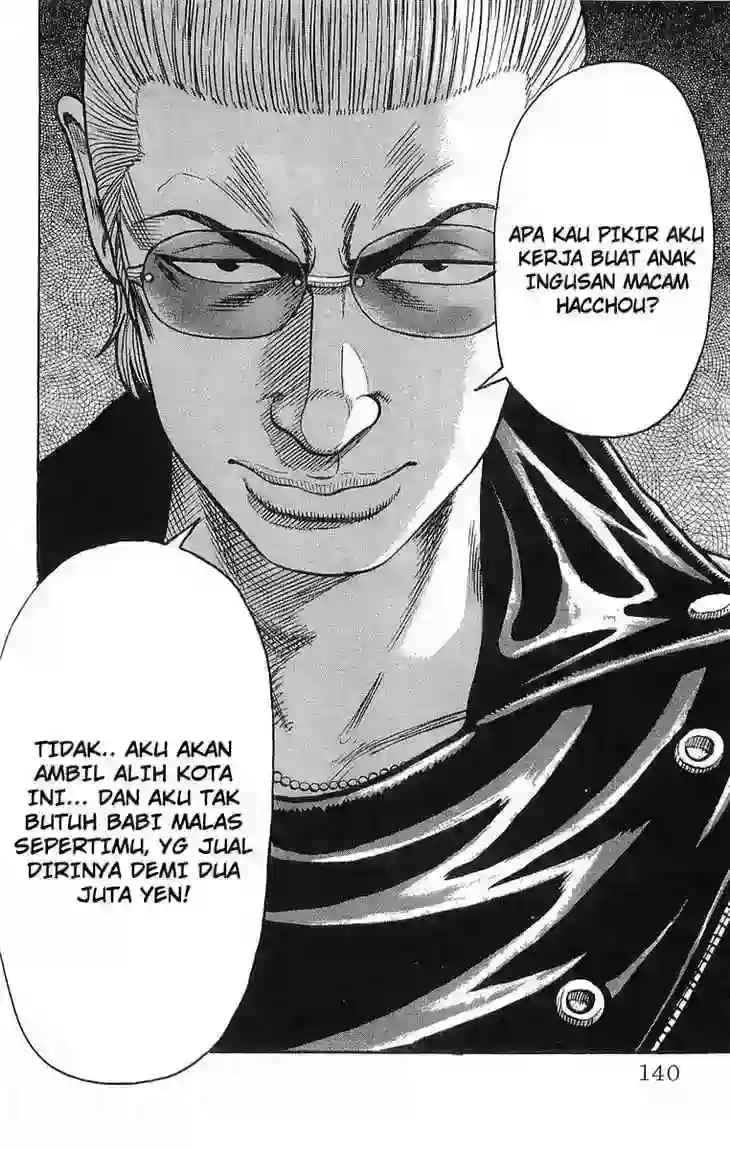 APA KAU PIKIR AKU
KERJA BUAT ANAK
INGUSAN MACAM
HACCHOU?
TIDAK.. AKU AKAN
AMBIL ALIH KOTA
INI... DAN AKU TAK
BUTUH BABI MALAS
SEPERTIMU, YG JUAL
DIRINYA DEMI DUA
JUTA YEN!
140